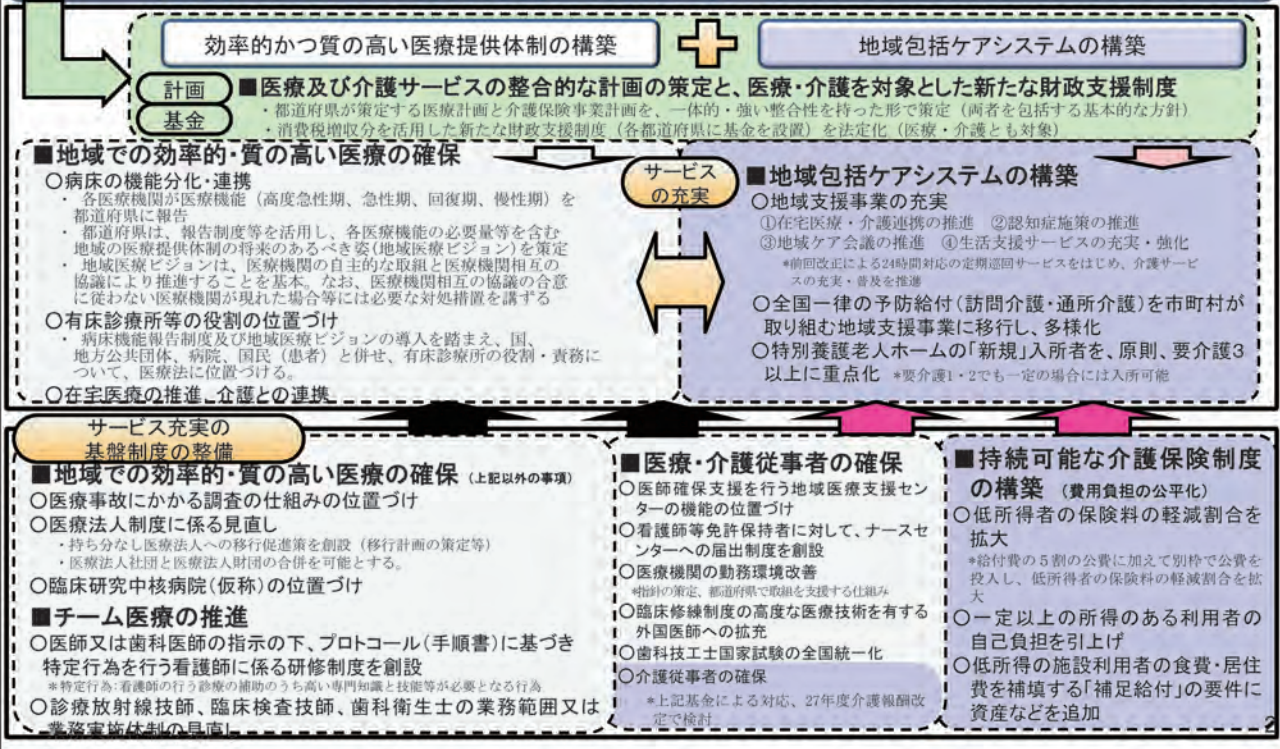 効率的かつ質の高い医療提供体制の構築
地域包括ケアシステムの構築
計画
基金
■医療及び介護サービスの整合的な計画の策定と、医療・介護を対象とした新たな財政支援制度
・都道府県が策定する医療計画と介護保険事業計画を、一体的・強い整合性を持った形で策定（両者を包括する基本的な方針）
・消費税増収分を活用した新たな財政支援制度（各都道府県に基金を設置）を法定化（医療・介護とも対象）
■地域での効率的・質の高い医療の確保
○病床の機能分化・連携
・ 各医療機関が医療機能（高度急性期、急性期、回復期、慢性期）を
都道府県に報告
・ 都道府県は、報告制度等を活用し、各医療機能の必要量等を含む
地域の医療提供体制の将来のあるべき姿(地域医療ビジョン)を策定
・ 地域医療ビジョンは、医療機関の自主的な取組と医療機関相互の
協議により推進することを基本。なお、医療機関相互の協議の合意
に従わない医療機関が現れた場合等には必要な対処措置を講ずる
○有床診療所等の役割の位置づけ
・ 病床機能報告制度及び地域医療ビジョンの導入を踏まえ、国、
地方公共団体、病院、国民（患者）と併せ、有床診療所の役割・責務に
ついて、医療法に位置づける。
○在宅医療の推進、介護との連携
サービス
の充実
■地域包括ケアシステムの構築
○地域支援事業の充実
①在宅医療・介護連携の推進 ②認知症施策の推進
③地域ケア会議の推進 ④生活支援サービスの充実・強化
*前回改正による24時間対応の定期巡回サービスをはじめ、介護サービ
スの充実・普及を推進
○全国一律の予防給付(訪問介護・通所介護)を市町村が
取り組む地域支援事業に移行し、多様化
○特別養護老人ホームの「新規」入所者を、原則、要介護3
以上に重点化 *要介護1・2でも一定の場合には入所可能
サービス充実の
基盤制度の整備
■地域での効率的・質の高い医療の確保（上記以外の事項）
○医療事故にかかる調査の仕組みの位置づけ
○医療法人制度に係る見直し
・持ち分なし医療法人への移行促進策を創設（移行計画の策定等）
・医療法人社団と医療法人財団の合併を可能とする。
○臨床研究中核病院（仮称）の位置づけ
■チーム医療の推進
○医師又は歯科医師の指示の下、プロトコール(手順書)に基づき
特定行為を行う看護師に係る研修制度を創設
*特定行為:看護師の行う診療の補助のうち高い専門知識と技能等が必要となる行為
○診療放射線技師、臨床検査技師、歯科衛生士の業務範囲又は
業務実施体制の見直し
■医療・介護従事者の確保
○医師確保支援を行う地域医療支援セン
ターの機能の位置づけ
○看護師等免許保持者に対して、ナースセ
ンターへの届出制度を創設
○医療機関の勤務環境改善
*指針の策定、都道府県で取組を支援する仕組み
○臨床修練制度の高度な医療技術を有する
外国医師への拡充
○歯科技工士国家試験の全国統一化
○介護従事者の確保
*上記基金による対応、27年度介護報酬改
定で検討
■持続可能な介護保険制度
の構築 （費用負担の公平化）
○低所得者の保険料の軽減割合を
拡大
*給付費の５割の公費に加えて別枠で公費を
投入し、低所得者の保険料の軽減割合を拡
大
○一定以上の所得のある利用者の
自己負担を引上げ
○低所得の施設利用者の食費・居住
費を補填する「補足給付」の要件に
資産などを追加
2